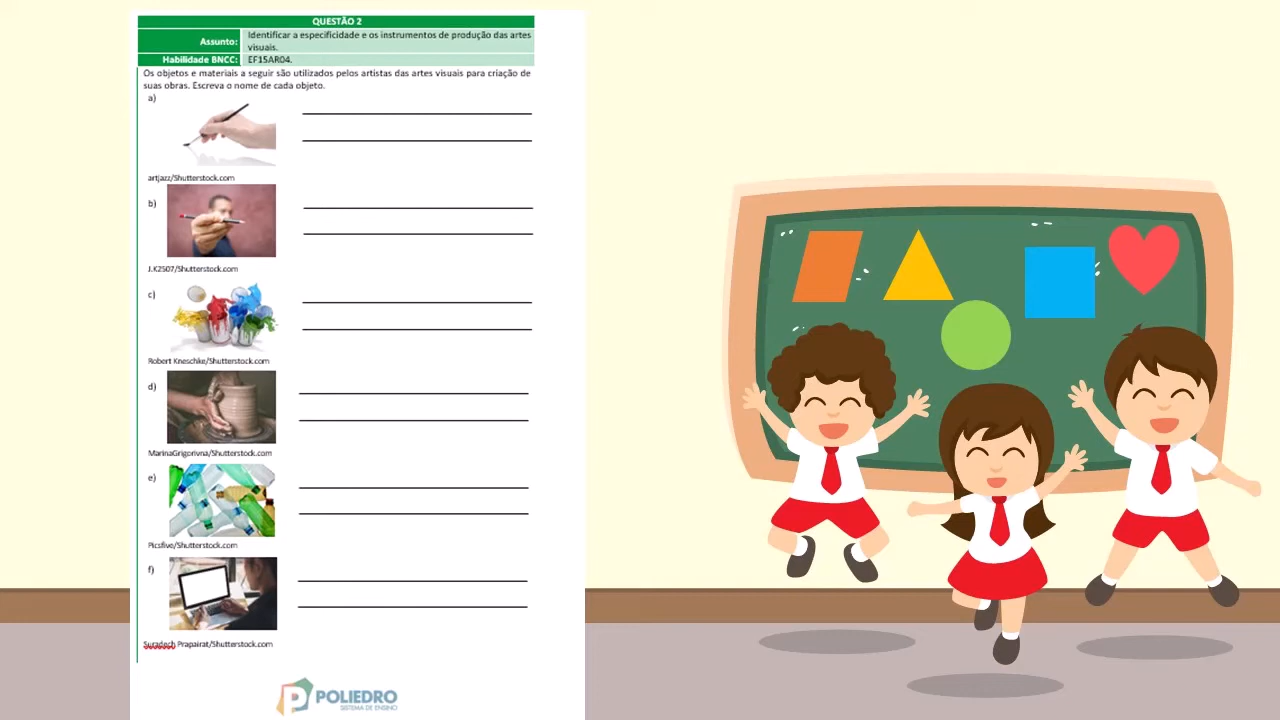 QUESTÃO 2
Assunto: Identificar a especificidade e os instrumentos de produção das artes
visuais.
Habilidade BNCC: EF15AR04.
Os objetos e materiais a seguir são utilizados pelos artistas das artes visuais para criação de
suas obras. Escreva o nome de cada objeto.
a)
artjazz/Shutterstock.com
b)
J.K2507/Shutterstock.com
c)
Robert Kneschke/Shutterstock.com
d)
MarinaGrigorivna/Shutterstock.com
e)
Picsfive/Shutterstock.com
f)
Suradech Prapairat/Shutterstock.com
POLIEDRO
SISTEMA DE ENSINO